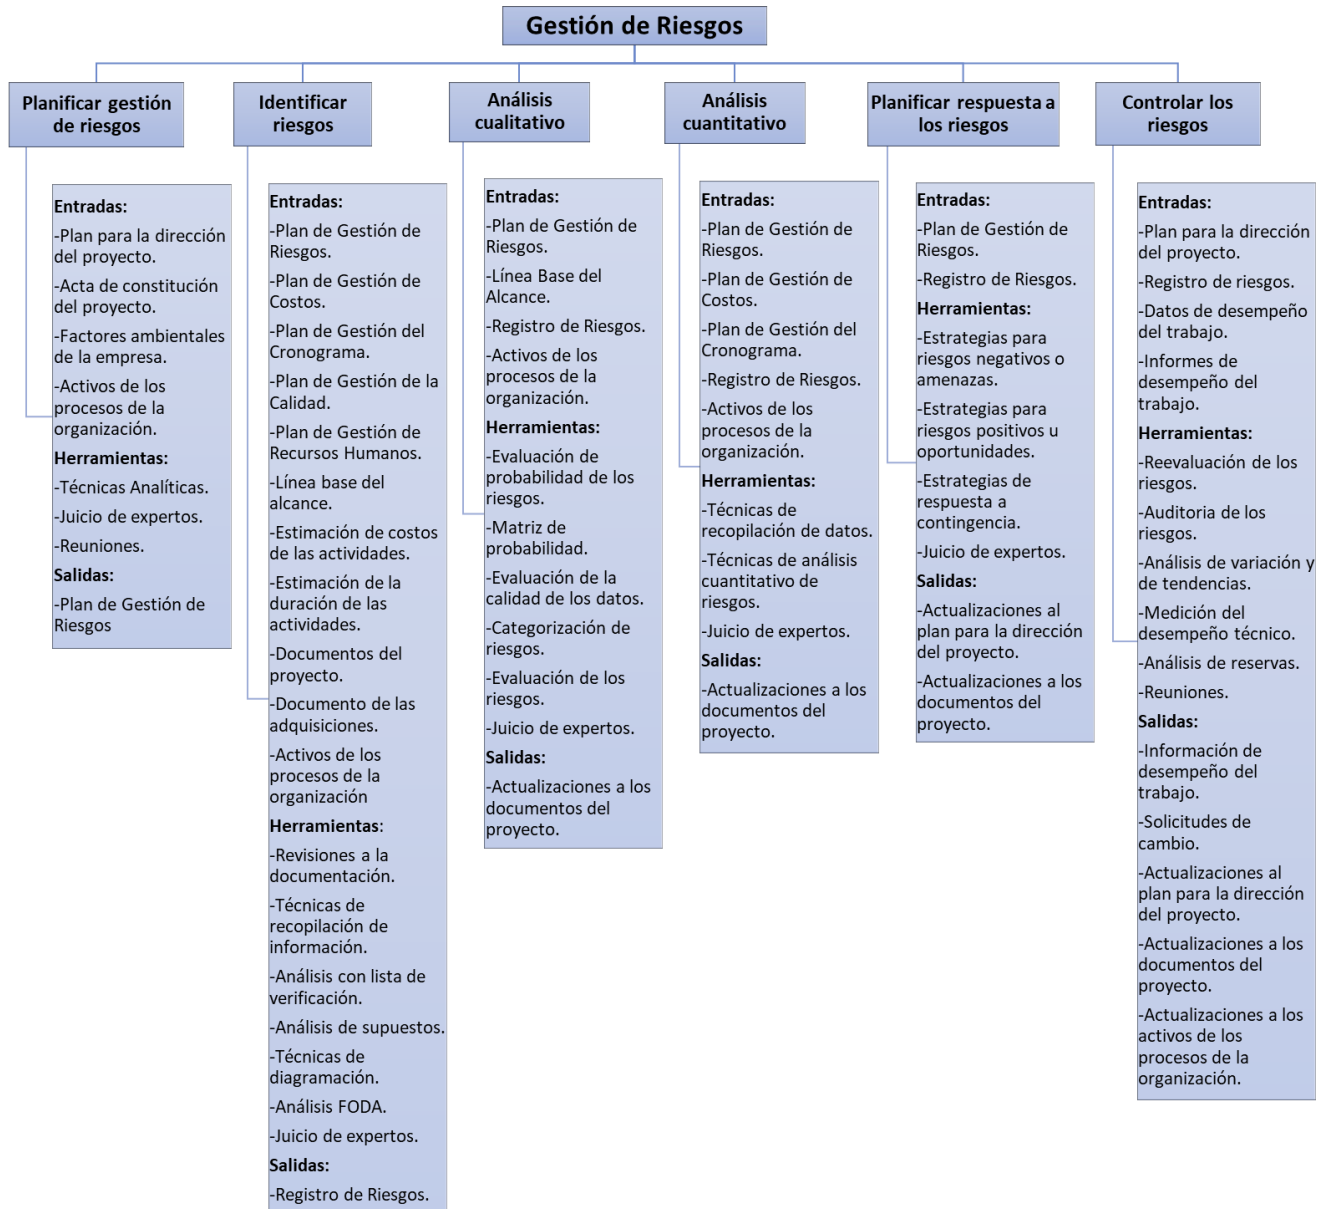 Gestión de Riesgos
Planificar gestión
de riesgos
Entradas:
-Plan para la dirección
del proyecto.
-Acta de constitución
del proyecto.
-Factores ambientales
de la empresa.
-Activos de los
procesos de la
organización.
Herramientas:
-Técnicas Analíticas.
-Juicio de expertos.
-Reuniones.
Salidas:
-Plan de Gestión de
Riesgos
Identificar
riesgos
Entradas:
-Plan de Gestión de
Riesgos.
-Plan de Gestión de
Costos.
-Plan de Gestión del
Cronograma.
-Plan de Gestión de la
Calidad.
-Plan de Gestión de
Recursos Humanos.
-Línea base del
alcance.
-Estimación de costos
de las actividades.
-Estimación de la
duración de las
actividades.
-Documentos del
proyecto.
-Documento de las
adquisiciones.
-Activos de los
procesos de la
organización
Herramientas:
-Revisiones a la
documentación.
-Técnicas de
recopilación de
información.
-Análisis con lista de
verificación.
-Análisis de supuestos.
-Técnicas de
diagramación.
-Análisis FODA.
-Juicio de expertos.
Salidas:
-Registro de Riesgos.
Análisis
cualitativo
Entradas:
-Plan de Gestión de
Riesgos.
-Línea Base del
Alcance.
-Registro de Riesgos.
-Activos de los
procesos de la
organización.
Herramientas:
-Evaluación de
probabilidad de los
riesgos.
-Matriz de
probabilidad.
-Evaluación de la
calidad de los datos.
-Categorización de
riesgos.
-Evaluación de los
riesgos.
-Juicio de expertos.
Salidas:
-Actualizaciones a los
documentos del
proyecto.
Análisis
cuantitativo
Entradas:
-Plan de Gestión de
Riesgos.
-Plan de Gestión de
Costos.
-Plan de Gestión del
Cronograma.
-Registro de Riesgos.
-Activos de los
procesos de la
organización.
Herramientas:
-Técnicas de
recopilación de datos.
-Técnicas de análisis
cuantitativo de
riesgos.
-Juicio de expertos.
Salidas:
-Actualizaciones a los
documentos del
proyecto.
Planificar respuesta a
los riesgos
Entradas:
-Plan de Gestión de
Riesgos.
-Registro de Riesgos.
Herramientas:
-Estrategias para
riesgos negativos o
amenazas.
-Estrategias para
riesgos positivos u
oportunidades.
-Estrategias de
respuesta a
contingencia.
-Juicio de expertos.
Salidas:
-Actualizaciones al
plan para la dirección
del proyecto.
-Actualizaciones a los
documentos del
proyecto.
Controlar los
riesgos
Entradas:
-Plan para la dirección
del proyecto.
-Registro de riesgos.
-Datos de desempeño
del trabajo.
-Informes de
desempeño del
trabajo.
Herramientas:
-Reevaluación de los
riesgos.
-Auditoria de los
riesgos.
-Análisis de variación y
de tendencias.
-Medición del
desempeño técnico.
-Análisis de reservas.
-Reuniones.
Salidas:
-Información de
desempeño del
trabajo.
-Solicitudes de
cambio.
-Actualizaciones al
plan para la dirección
del proyecto.
-Actualizaciones a los
documentos del
proyecto.
-Actualizaciones a los
activos de los
procesos de la
organización.